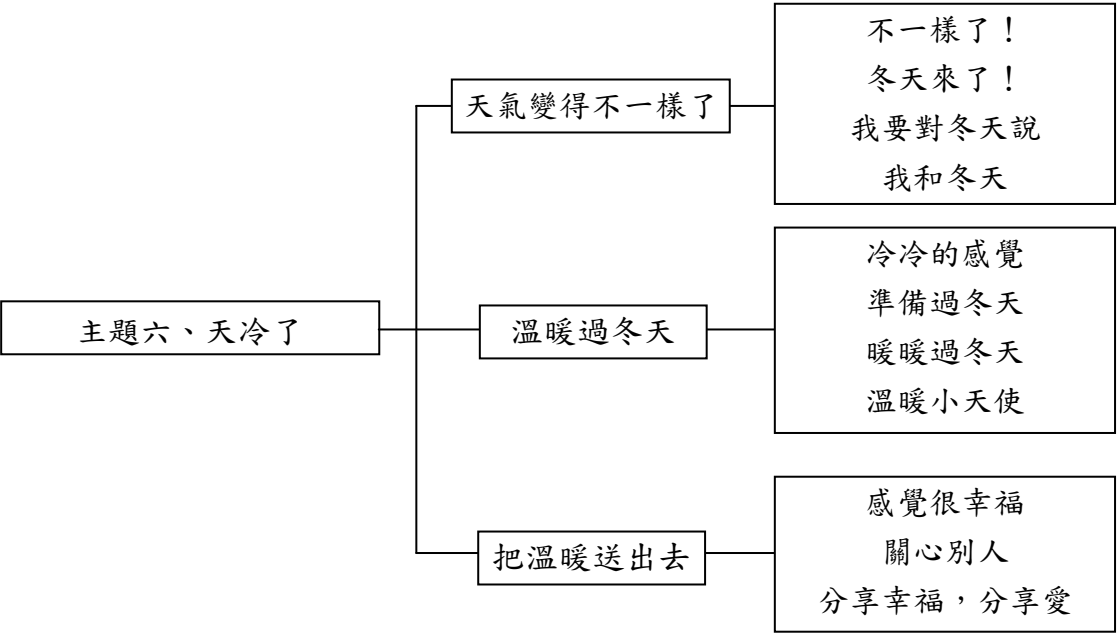 主題六、天冷了
天氣變得不一樣了
不一樣了！
冬天來了！
我要對冬天說
我和冬天
溫暖過冬天
冷冷的感覺
準備過冬天
暖暖過冬天
溫暖小天使
把溫暖送出去
感覺很幸福
關心別人
分享幸福，分享愛